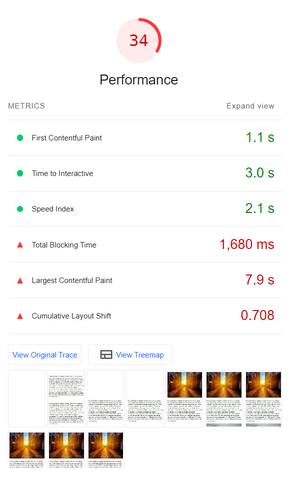 34
Performance
METRICS Expand view
First Contentful Paint 1.1 s
Time to Interactive 3.0 s
Speed Index 2.1 s
Total Blocking Time 1,680 ms
Largest Contentful Paint 7.9 s
Cumulative Layout Shift 0.708
View Original Trace View Treemap